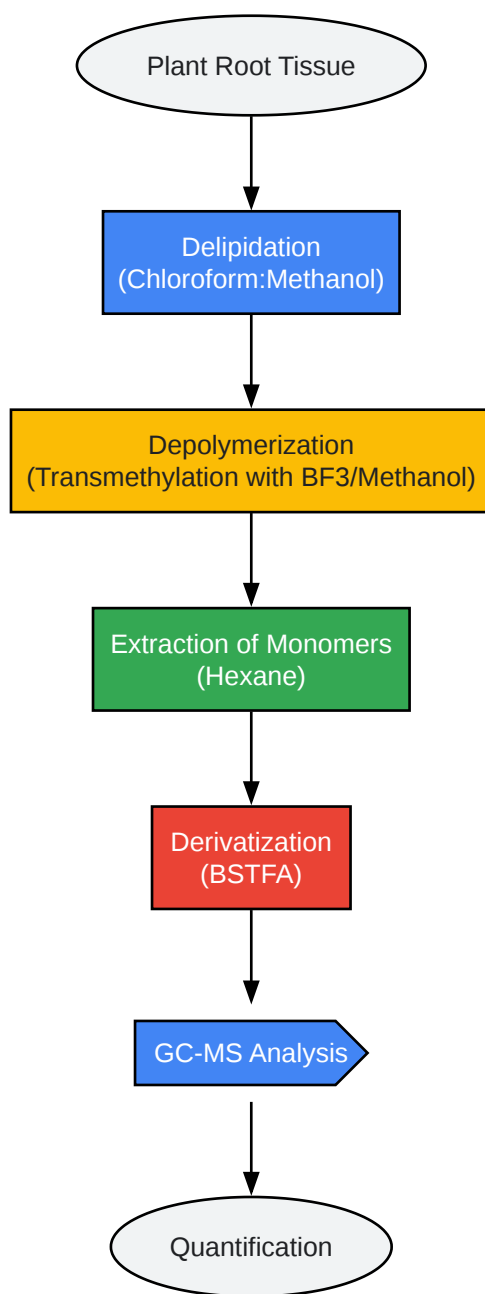 Plant Root Tissue
Delipidation
(Chloroform:Methanol)
Depolymerization
(Transmethylation with BF3/Methanol)
Extraction of Monomers
(Hexane)
Derivatization
(BSTFA)
GC-MS Analysis
Quantification